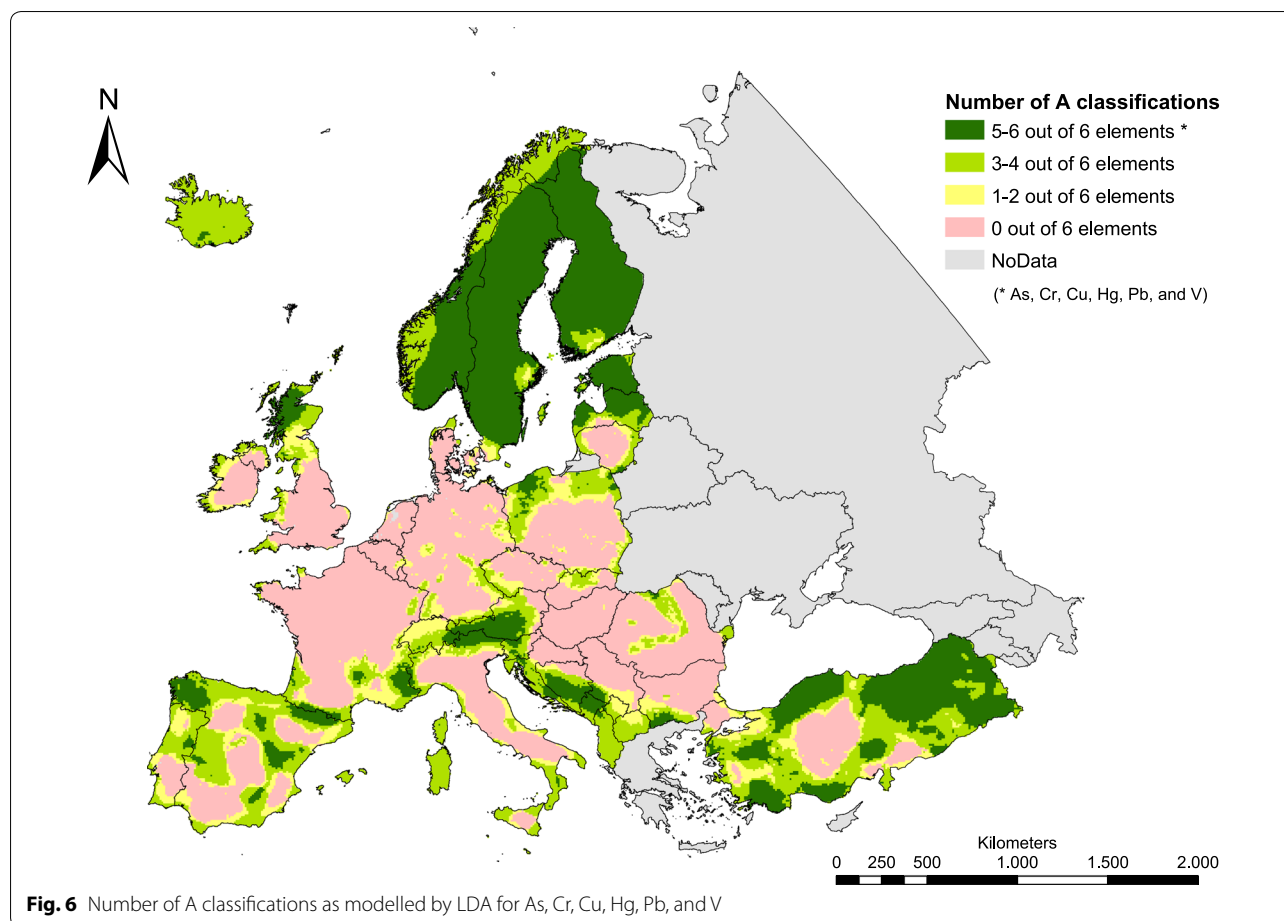 N
Number of A classifications
5-6 out of 6 elements *
3-4 out of 6 elements
1-2 out of 6 elements
0 out of 6 elements
NoData
(* As, Cr, Cu, Hg, Pb, and V)
Kilometers
0 250 500 1.000 1.500 2.000
Fig. 6 Number of A classifications as modelled by LDA for As, Cr, Cu, Hg, Pb, and V